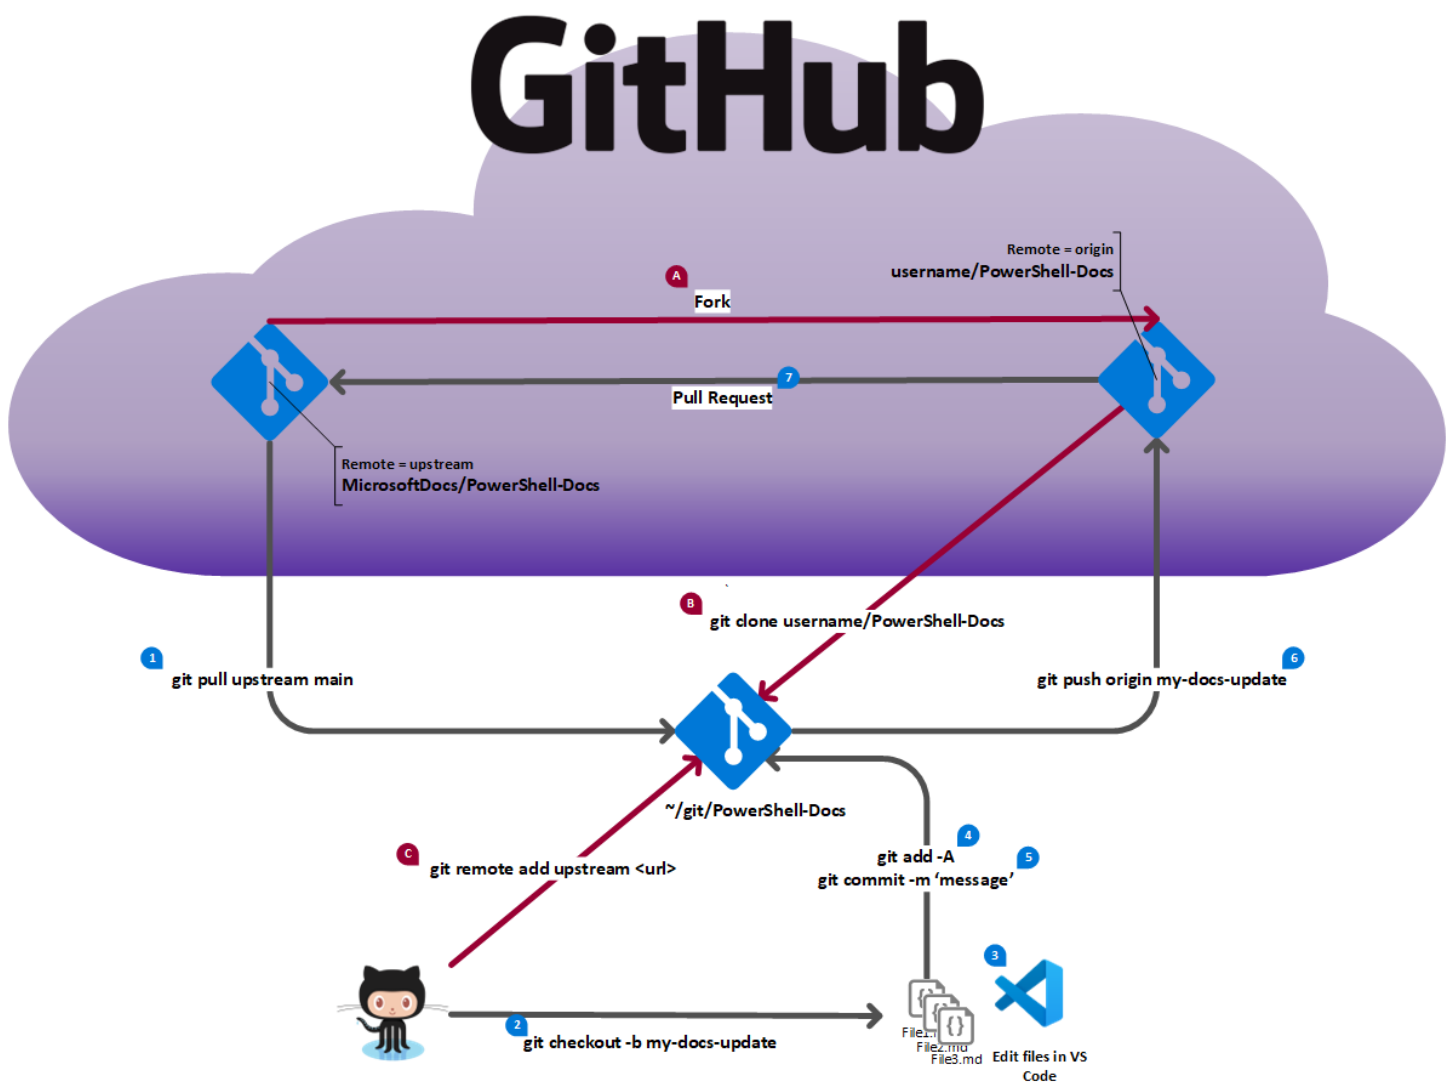 GitHub
Remote = origin
username/PowerShell-Docs
A
Fork
7
Pull Request
Remote = upstream
MicrosoftDocs/PowerShell-Docs
B
git clone username/PowerShell-Docs
1
git pull upstream main
6
git push origin my-docs-update
~/git/PowerShell-Docs
4
git add -A
5
git commit -m ‘message’
C
git remote add upstream <url>
3
2
git checkout -b my-docs-update
{}
{}
{}
File2.md
File3.md
Edit files in VS
Code